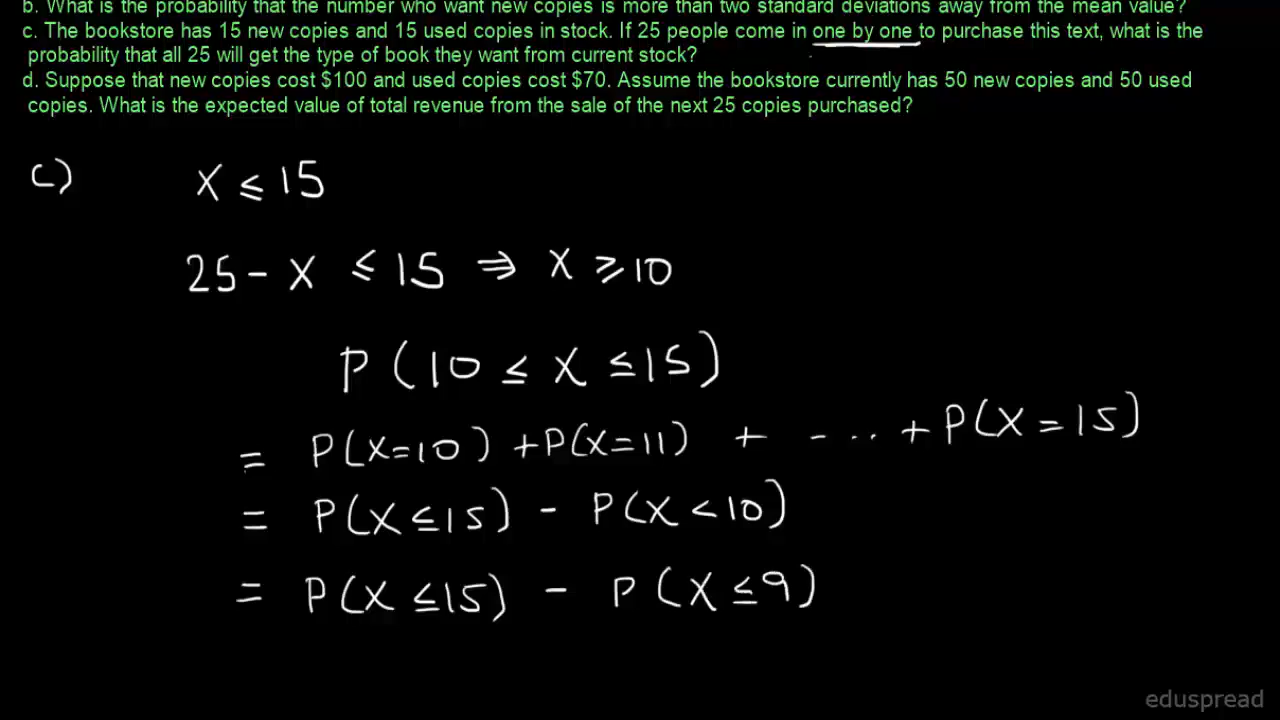 b. What is the probability that the number who want new copies is more than two standard deviations away from the mean value?
c. The bookstore has 15 new copies and 15 used copies in stock. If 25 people come in one by one to purchase this text, what is the
probability that all 25 will get the type of book they want from current stock?
d. Suppose that new copies cost $100 and used copies cost $70. Assume the bookstore currently has 50 new copies and 50 used
copies. What is the expected value of total revenue from the sale of the next 25 copies purchased?
c) X ≤ 15
25 - X ≤ 15 ⇒ X ≥ 10
P(10 ≤ X ≤ 15)
= P(X=10) + P(X=11) + - .. + P(X=15)
= P(X ≤ 15) - P(X < 10)
= P(X ≤ 15) - P(X ≤ 9)
eduspread